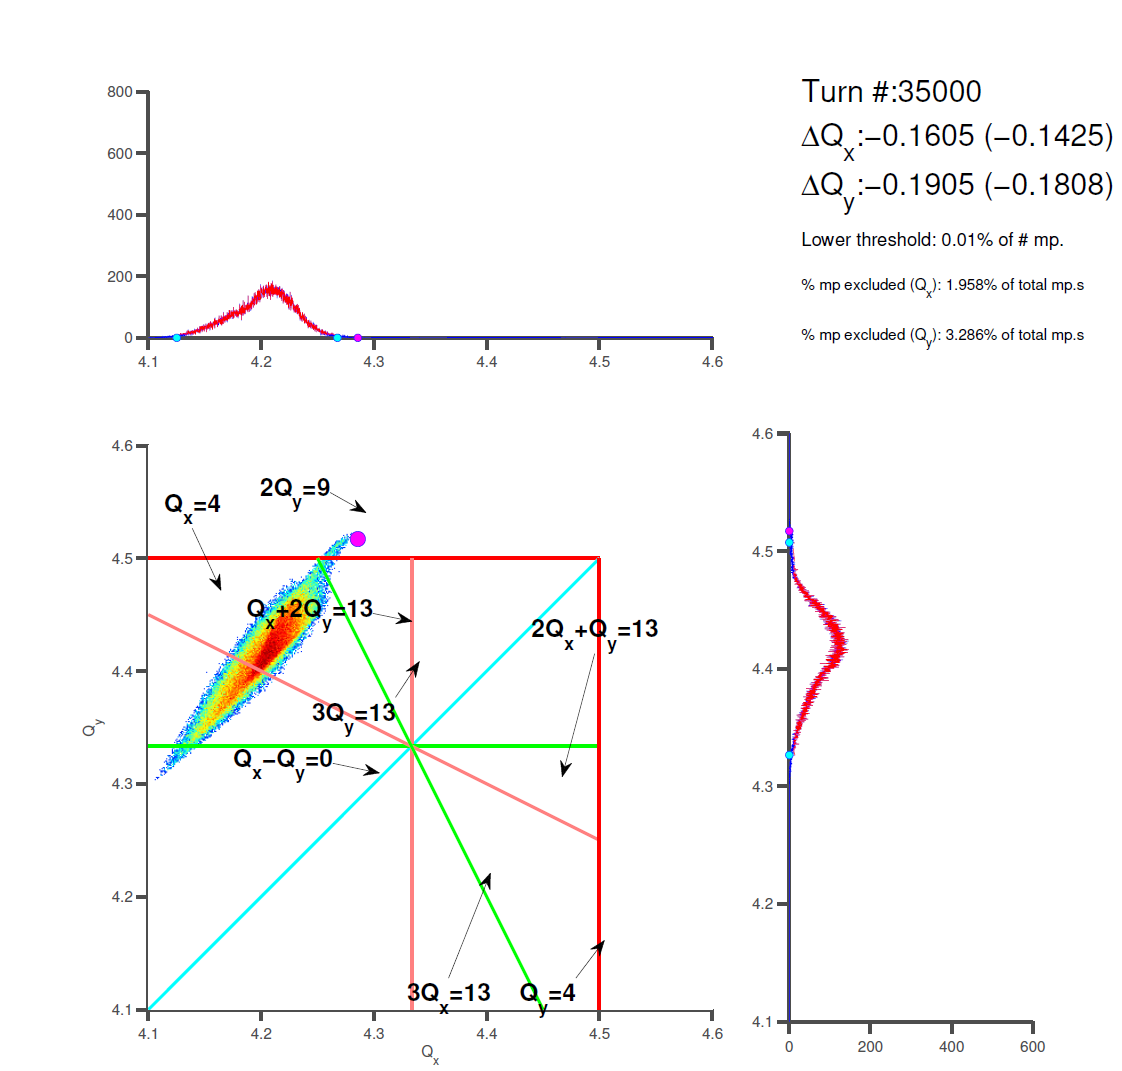 800
600
400
200
0
4.1 4.2 4.3 4.4 4.5 4.6
Turn #:35000
ΔQx:−0.1605 (−0.1425)
ΔQy:−0.1905 (−0.1808)
Lower threshold: 0.01% of # mp.
% mp excluded (Qx): 1.958% of total mp.s
% mp excluded (Qy): 3.286% of total mp.s
4.6
4.5
4.4
4.3
4.2
4.1
Qy
Qx=4
2Qy=9
Qx+2Qy=13
2Qx+Qy=13
3Qy=13
Qx−Qy=0
3Qx=13
Qy=4
4.1 4.2 4.3 4.4 4.5 4.6
Qx
4.6
4.5
4.4
4.3
4.2
4.1
0 200 400 600